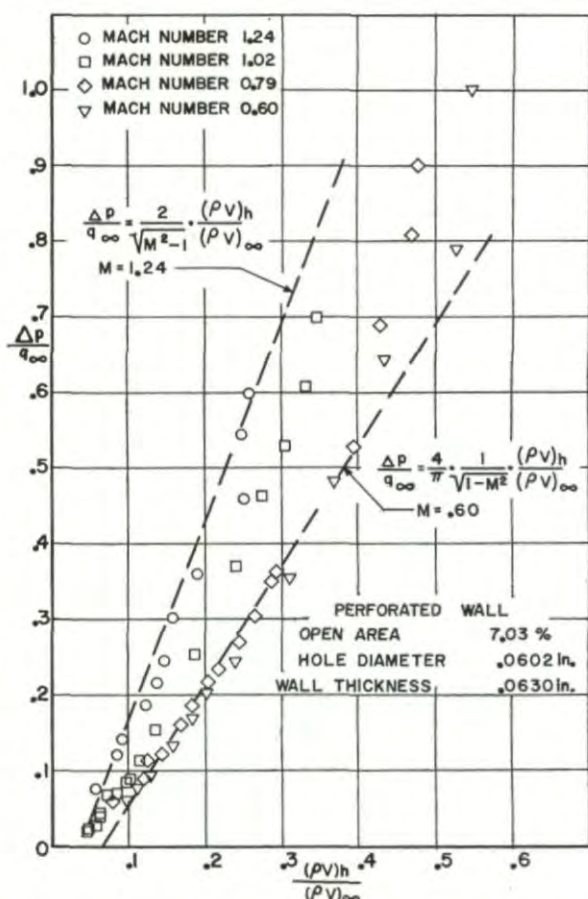 ○ MACH NUMBER 1.24
□ MACH NUMBER 1.02
◇ MACH NUMBER 0.79
▽ MACH NUMBER 0.60
1.0
.9
.8
.7
.6
.5
.4
.3
.2
.1
0
Δp / q∞
Δp / q∞ = 2 / √M²−1 · (ρV)h / (ρV)∞
M = 1.24
Δp / q∞ = 4 / π · 1 / √1−M² · (ρV)h / (ρV)∞
M = .60
PERFORATED WALL
OPEN AREA 7.03 %
HOLE DIAMETER .0602 in.
WALL THICKNESS .0630 in.
.1 .2 .3 .4 .5 .6
(ρV)h / (ρV)∞